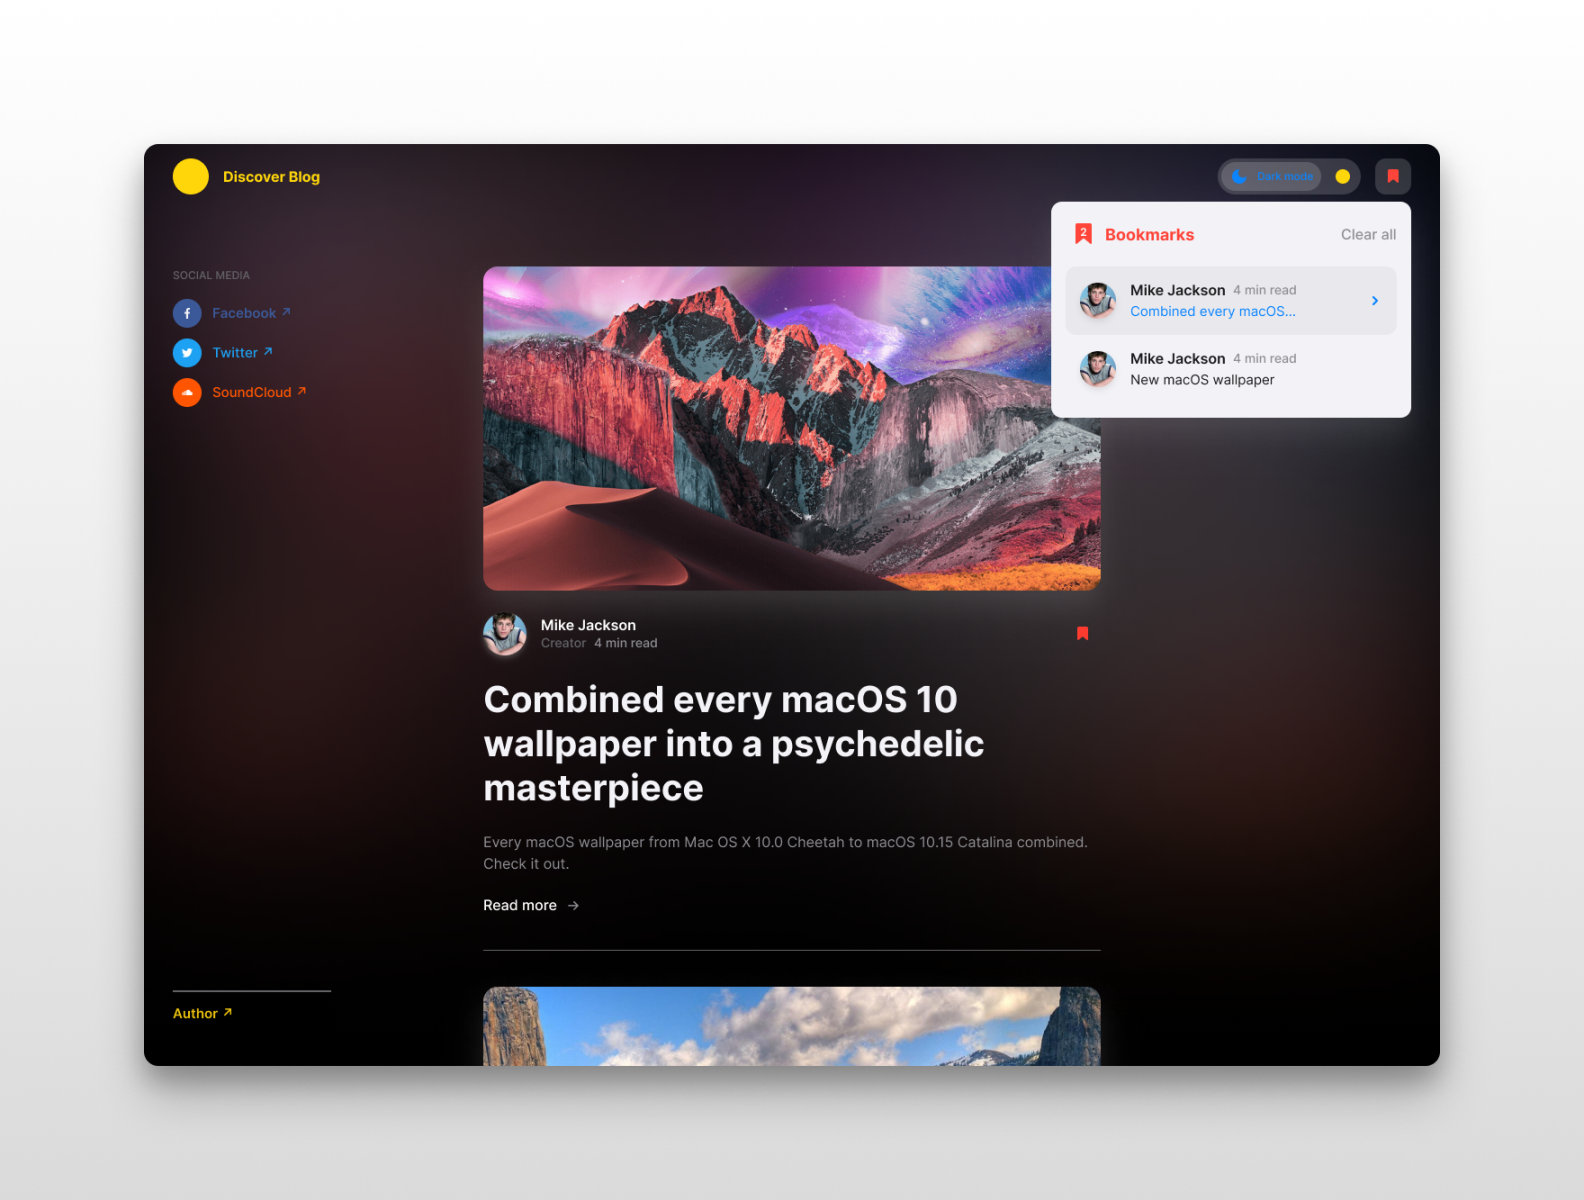 Discover Blog
Dark mode
2
Bookmarks
Clear all
Mike Jackson 4 min read
Combined every macOS...
Mike Jackson 4 min read
New macOS wallpaper
SOCIAL MEDIA
Facebook ↗
Twitter ↗
SoundCloud ↗
Mike Jackson
Creator 4 min read
Combined every macOS 10
wallpaper into a psychedelic
masterpiece
Every macOS wallpaper from Mac OS X 10.0 Cheetah to macOS 10.15 Catalina combined.
Check it out.
Read more →
Author ↗